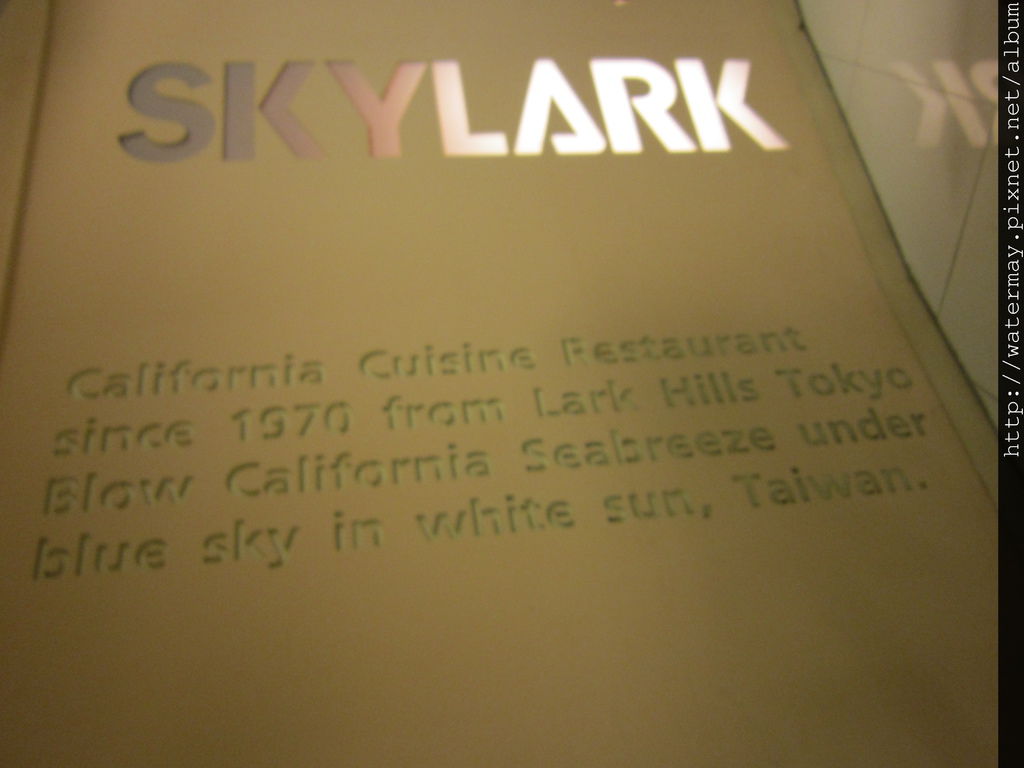 SKYLARK
California Cuisine Restaurant
since 1970 from Lark Hills Tokyo
Blow California Seabreeze under
blue sky in white sun, Taiwan.
http://watermay.pixnet.net/album